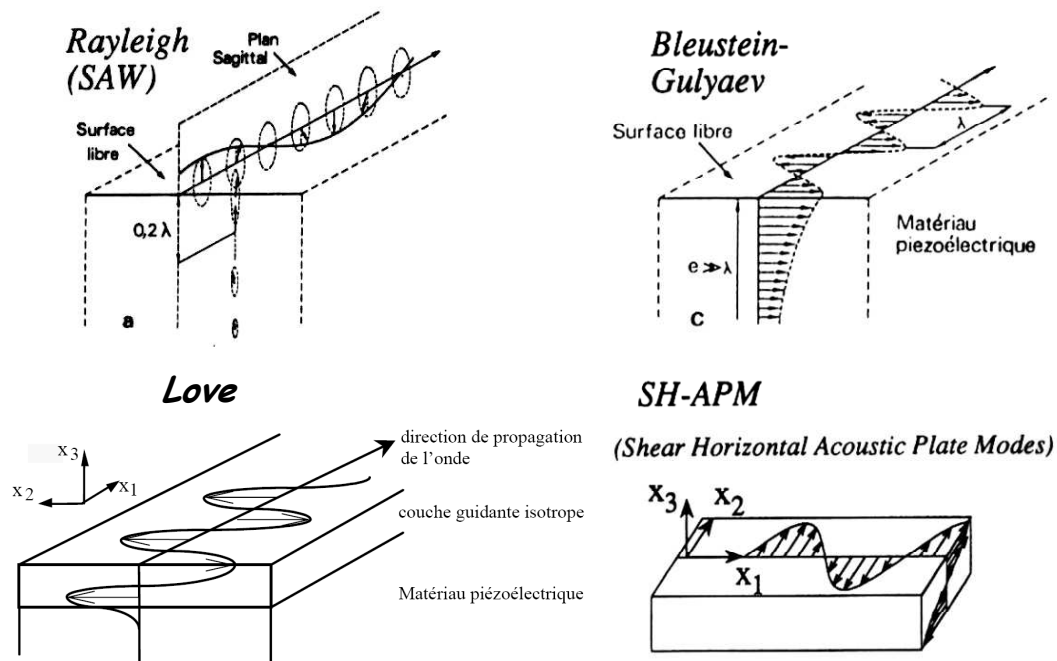 Rayleigh
(SAW)
Plan
Sagittal
Surface
libre
0,2 λ
a
Bleustein-
Gulyaev
Surface libre
λ
Matériau
piezoélectrique
e ≫ λ
c
Love
x3
x2
x1
direction de propagation
de l’onde
couche guidante isotrope
Matériau piézoélectrique
SH-APM
(Shear Horizontal Acoustic Plate Modes)
X3
X2
X1